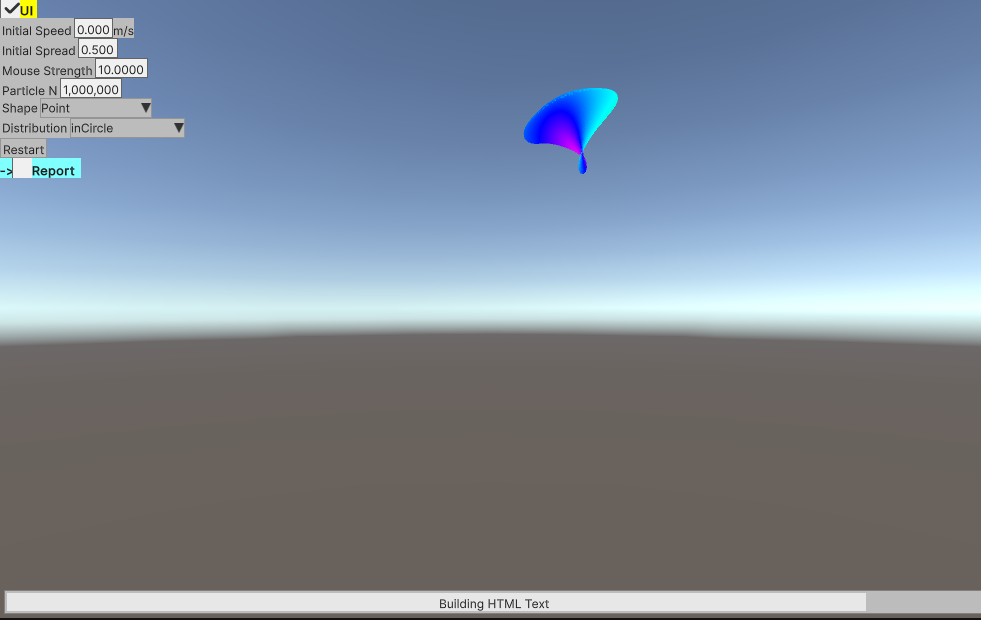 UI
Initial Speed 0.000 m/s
Initial Spread 0.500
Mouse Strength 10.0000
Particle N 1,000,000
Shape Point
Distribution inCircle
Restart
-> Report
Building HTML Text